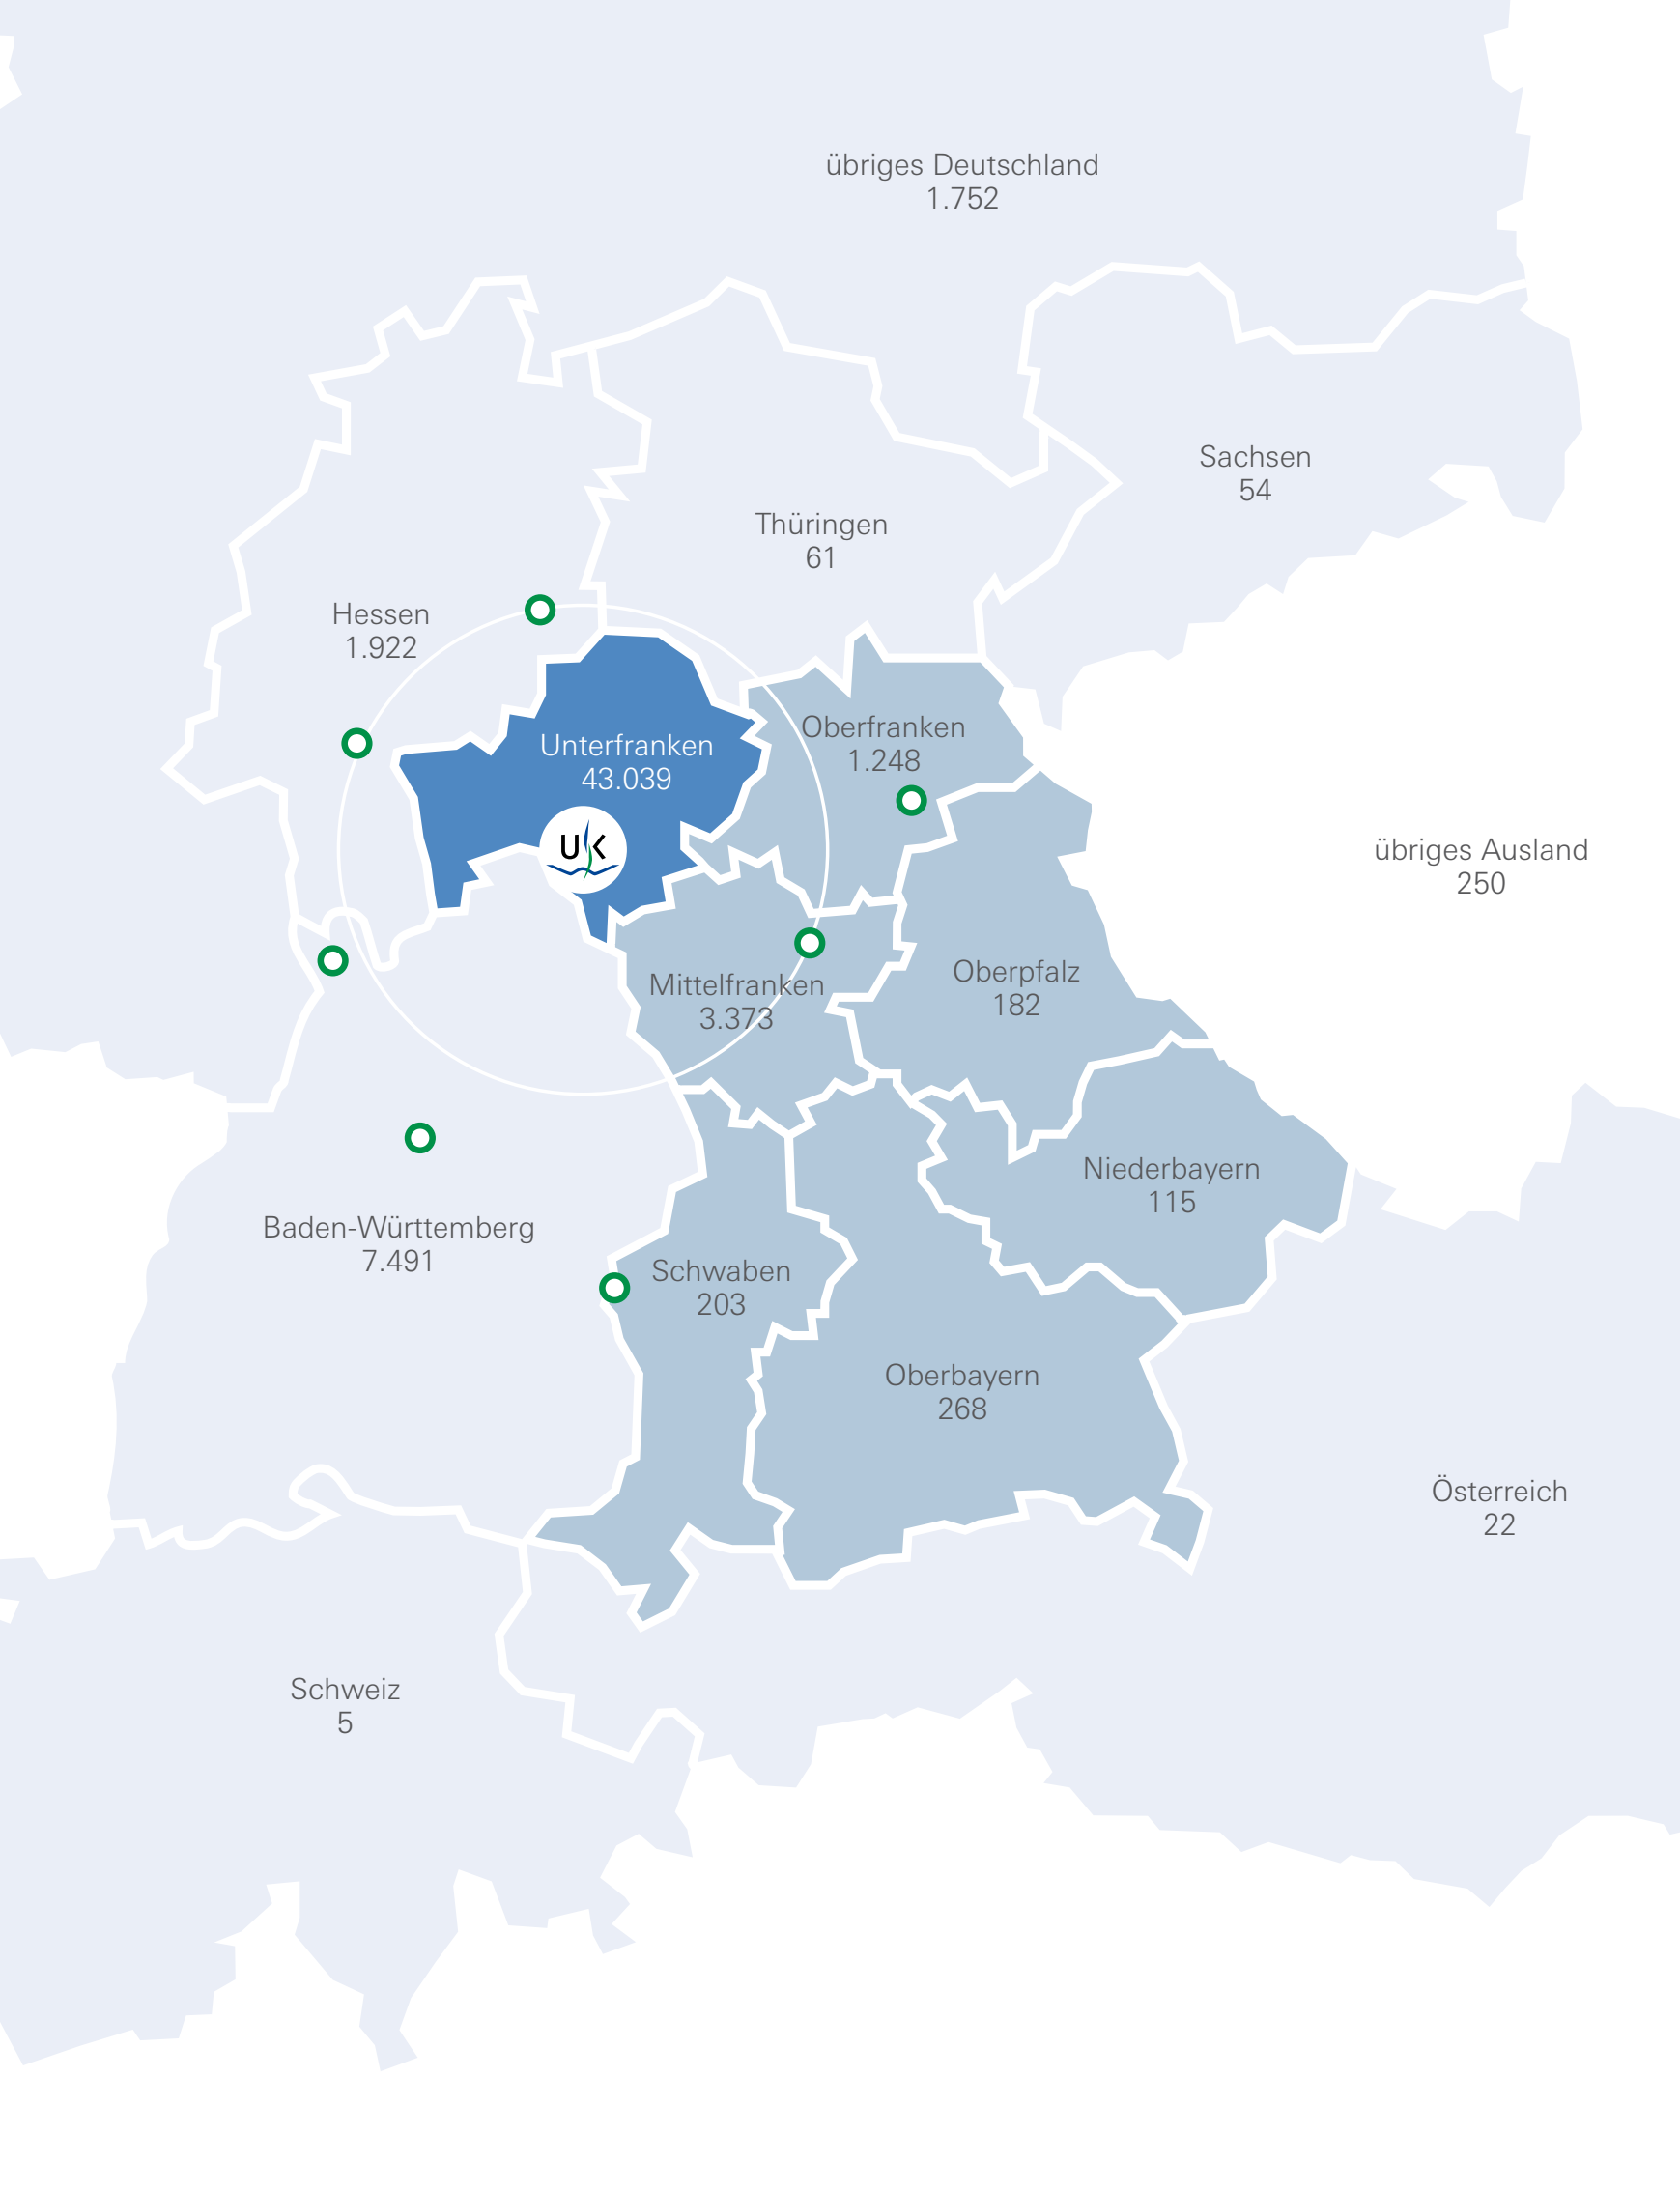 übriges Deutschland
1.752
Sachsen
54
Thüringen
61
Hessen
1.922
Oberfranken
1.248
Unterfranken
43.039
UK
übriges Ausland
250
Oberpfalz
182
Mittelfranken
3.373
Niederbayern
115
Baden-Württemberg
7.491
Schwaben
203
Oberbayern
268
Österreich
22
Schweiz
5